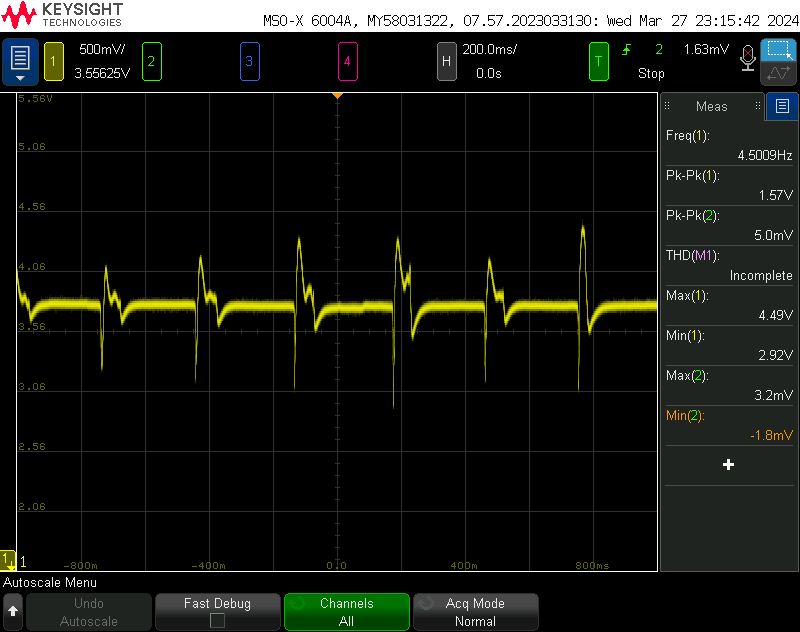 KEYSIGHT
TECHNOLOGIES
MSO-X 6004A, MY58031322, 07.57.2023033130: Wed Mar 27 23:15:42 2024
1 500mV/ 2 3 4 H 200.0ms/ T 2 1.63mV
3.55625V 0.0s Stop
5.56V
5.06
4.56
4.06
3.56
3.06
2.56
2.06
1 1
-800m -400m 0.0 400m 800ms
Meas
Freq(1):
4.5009Hz
Pk-Pk(1):
1.57V
Pk-Pk(2):
5.0mV
THD(M1):
Incomplete
Max(1):
4.49V
Min(1):
2.92V
Max(2):
3.2mV
Min(2):
-1.8mV
Autoscale Menu
Undo
Autoscale
Fast Debug
Channels
All
Acq Mode
Normal